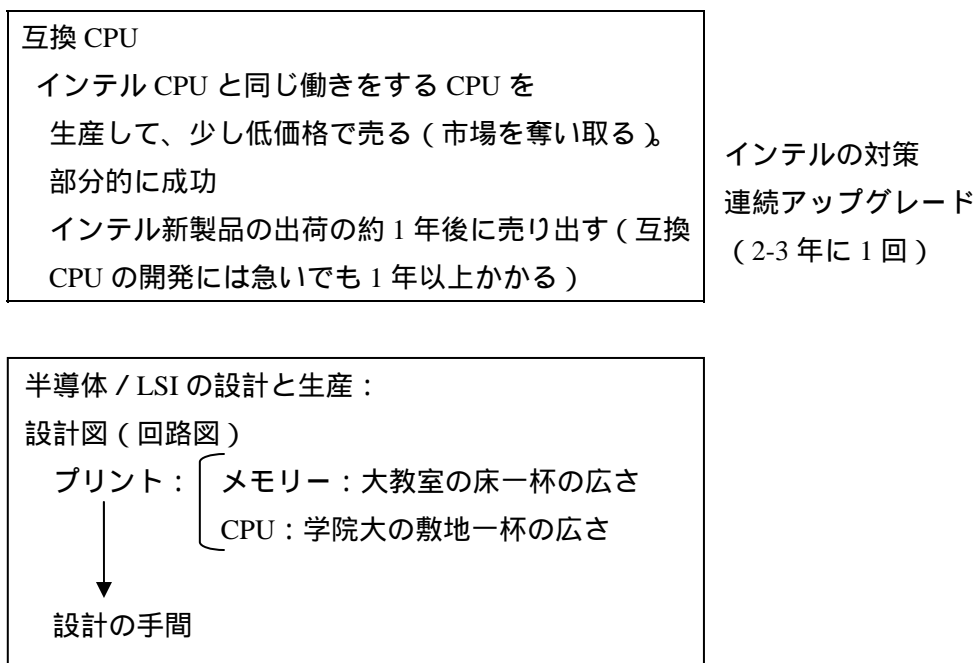 互換 CPU
インテル CPU と同じ働きをする CPU を
生産して、少し低価格で売る（市場を奪い取る）。
部分的に成功
インテル新製品の出荷の約 1 年後に売り出す（互換
CPU の開発には急いでも 1 年以上かかる）
インテルの対策
連続アップグレード
（2-3 年に 1 回）
半導体／LSI の設計と生産：
設計図（回路図）
プリント： メモリー：大教室の床一杯の広さ
CPU：学院大の敷地一杯の広さ
設計の手間